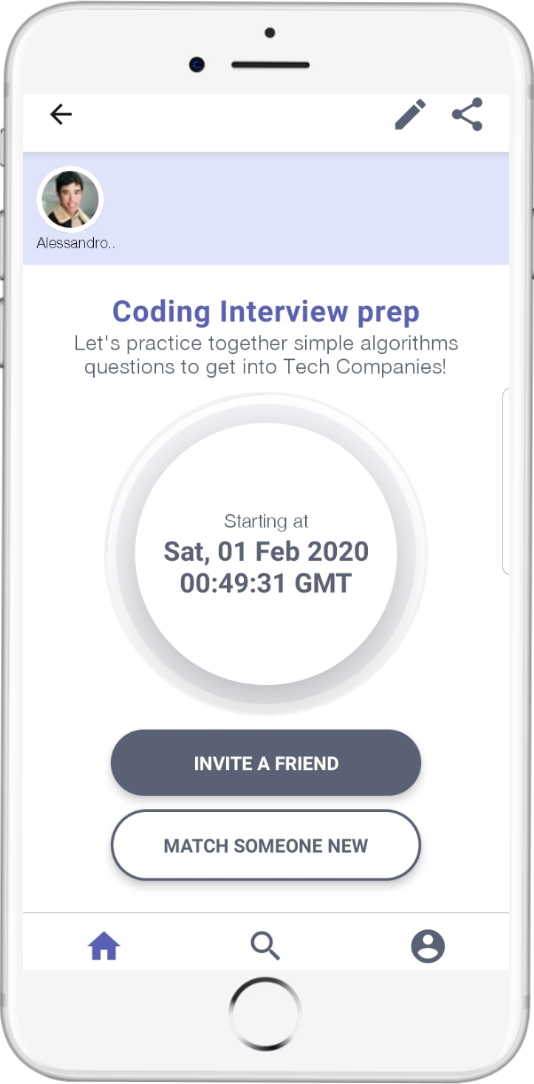 Alessandro..
Coding Interview prep
Let's practice together simple algorithms
questions to get into Tech Companies!
Starting at
Sat, 01 Feb 2020
00:49:31 GMT
INVITE A FRIEND
MATCH SOMEONE NEW